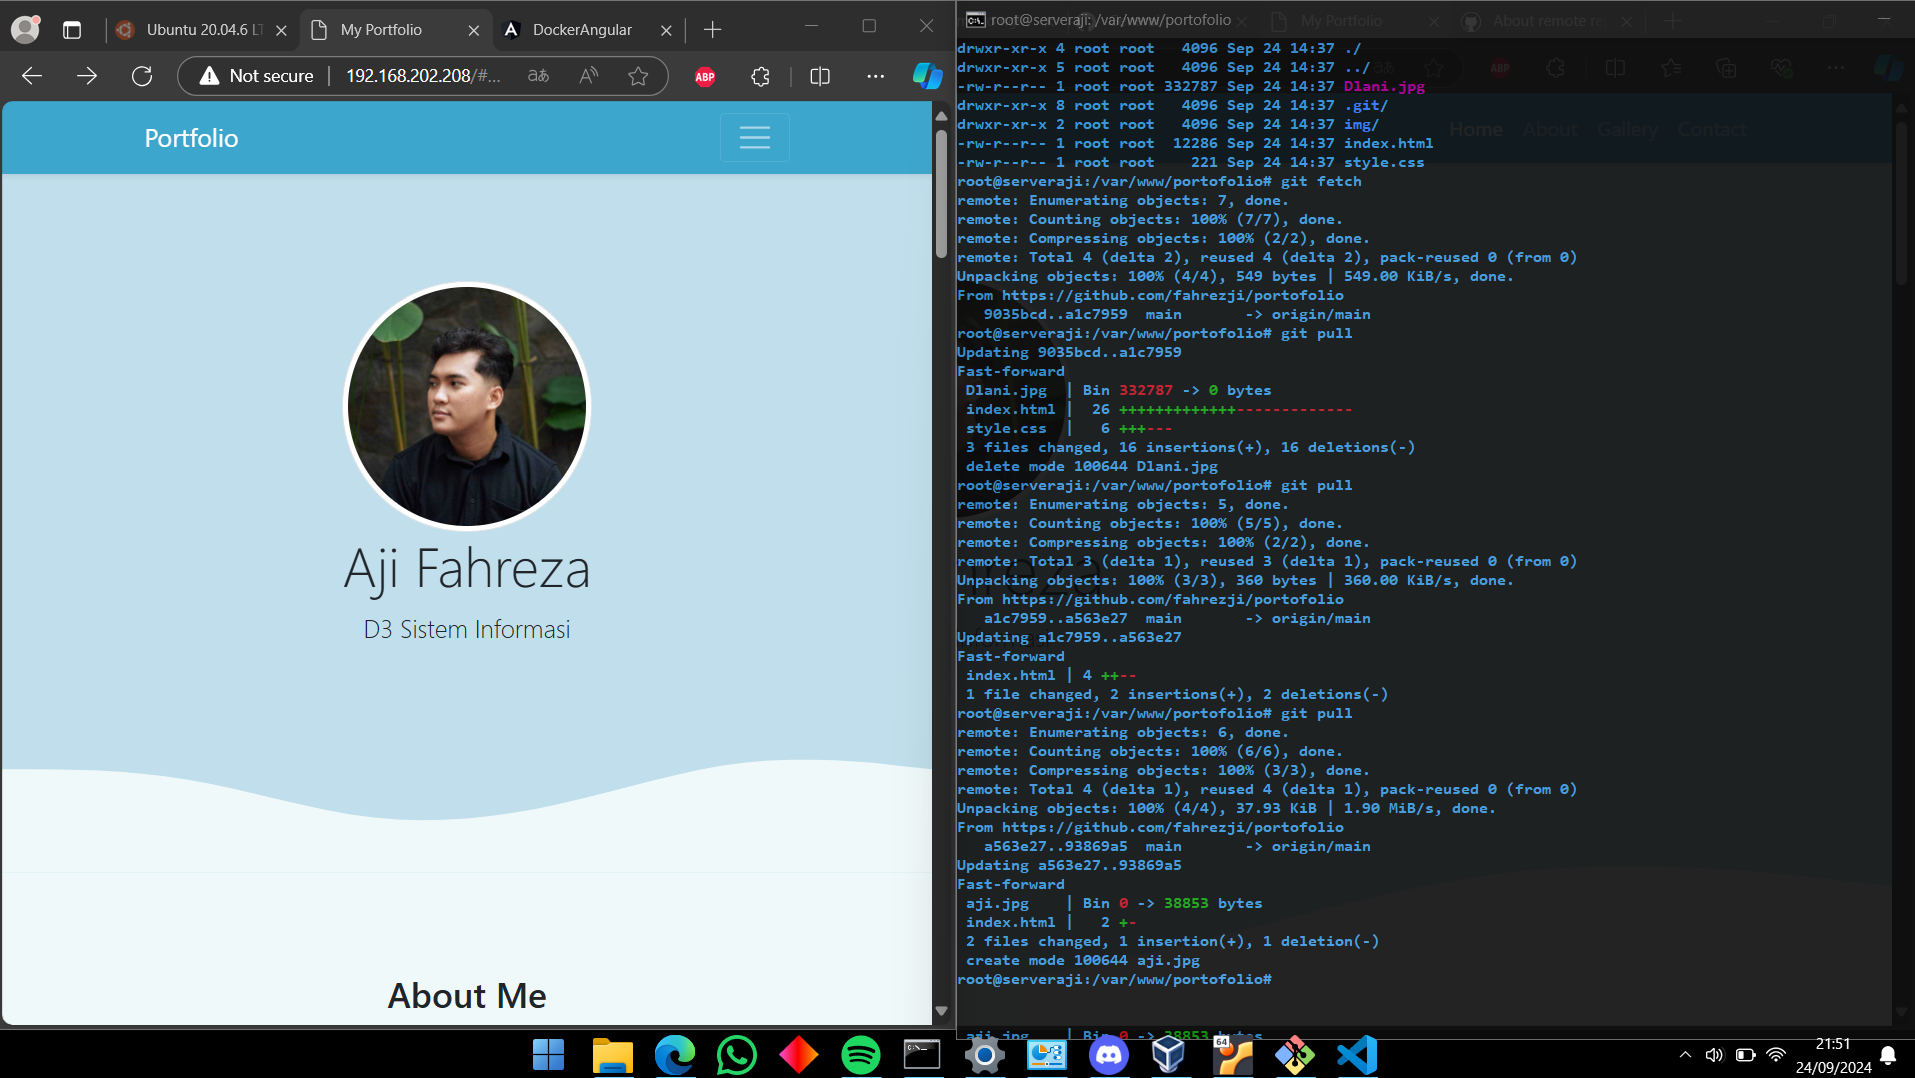 Ubuntu 20.04.6 LT
My Portfolio
DockerAngular
Not secure
192.168.202.208/#...
ABP
Portfolio
Aji Fahreza
D3 Sistem Informasi
About Me
root@serveraji: /var/www/portofolio
My Portfolio
About remote re
Home About Gallery Contact
drwxr-xr-x 4 root root   4096 Sep 24 14:37 ./
drwxr-xr-x 5 root root   4096 Sep 24 14:37 ../
-rw-r--r-- 1 root root 332787 Sep 24 14:37 Dlani.jpg
drwxr-xr-x 8 root root   4096 Sep 24 14:37 .git/
drwxr-xr-x 2 root root   4096 Sep 24 14:37 img/
-rw-r--r-- 1 root root  12286 Sep 24 14:37 index.html
-rw-r--r-- 1 root root    221 Sep 24 14:37 style.css
root@serveraji:/var/www/portofolio# git fetch
remote: Enumerating objects: 7, done.
remote: Counting objects: 100% (7/7), done.
remote: Compressing objects: 100% (2/2), done.
remote: Total 4 (delta 2), reused 4 (delta 2), pack-reused 0 (from 0)
Unpacking objects: 100% (4/4), 549 bytes | 549.00 KiB/s, done.
From https://github.com/fahrezji/portofolio
   9035bcd..a1c7959  main       -> origin/main
root@serveraji:/var/www/portofolio# git pull
Updating 9035bcd..a1c7959
Fast-forward
 Dlani.jpg  | Bin 332787 -> 0 bytes
 index.html |  26 +++++++++++++-------------
 style.css  |   6 +++---
 3 files changed, 16 insertions(+), 16 deletions(-)
 delete mode 100644 Dlani.jpg
root@serveraji:/var/www/portofolio# git pull
remote: Enumerating objects: 5, done.
remote: Counting objects: 100% (5/5), done.
remote: Compressing objects: 100% (2/2), done.
remote: Total 3 (delta 1), reused 3 (delta 1), pack-reused 0 (from 0)
Unpacking objects: 100% (3/3), 360 bytes | 360.00 KiB/s, done.
From https://github.com/fahrezji/portofolio
   a1c7959..a563e27  main       -> origin/main
Updating a1c7959..a563e27
Fast-forward
 index.html | 4 ++--
 1 file changed, 2 insertions(+), 2 deletions(-)
root@serveraji:/var/www/portofolio# git pull
remote: Enumerating objects: 6, done.
remote: Counting objects: 100% (6/6), done.
remote: Compressing objects: 100% (3/3), done.
remote: Total 4 (delta 1), reused 4 (delta 1), pack-reused 0 (from 0)
Unpacking objects: 100% (4/4), 37.93 KiB | 1.90 MiB/s, done.
From https://github.com/fahrezji/portofolio
   a563e27..93869a5  main       -> origin/main
Updating a563e27..93869a5
Fast-forward
 aji.jpg    | Bin 0 -> 38853 bytes
 index.html |   2 +-
 2 files changed, 1 insertion(+), 1 deletion(-)
 create mode 100644 aji.jpg
root@serveraji:/var/www/portofolio#
 aji.jpg    | Bin 0 -> 38853 bytes
64
21:51
24/09/2024